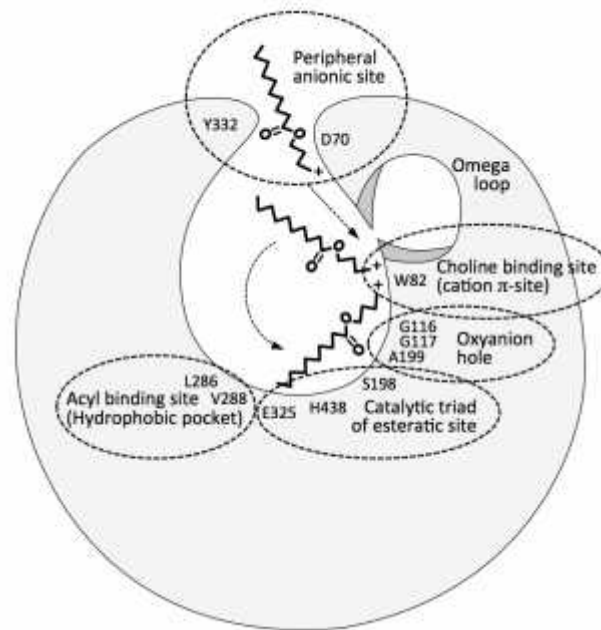 Peripheral
anionic site
Y332
D70
Omega
loop
+
+
+
W82
Choline binding site
(cation π-site)
G116
G117
A199
Oxyanion
hole
L286
V288
Acyl binding site
(Hydrophobic pocket)
S198
E325
H438
Catalytic triad
of esteratic site